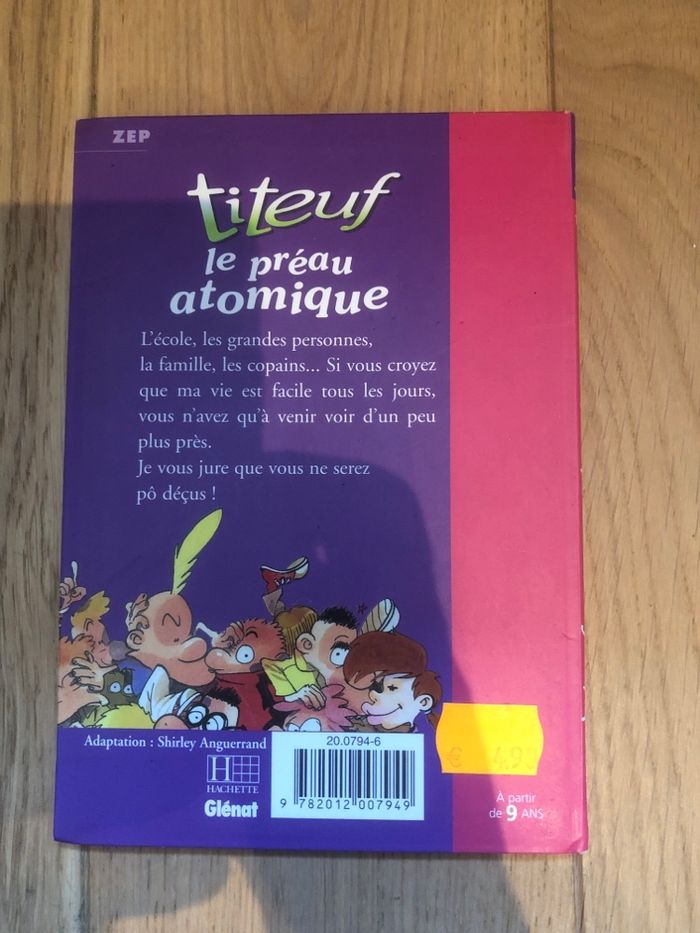 ZEP
titeuf
le préau
atomique
L'école, les grandes personnes,
la famille, les copains... Si vous croyez
que ma vie est facile tous les jours,
vous n'avez qu'à venir voir d'un peu
plus près.
Je vous jure que vous ne serez
pô déçus !
Adaptation : Shirley Anguerrand
H
HACHETTE
Glénat
20.0794-6
9 782012 007949
€
À partir
de 9 ANS